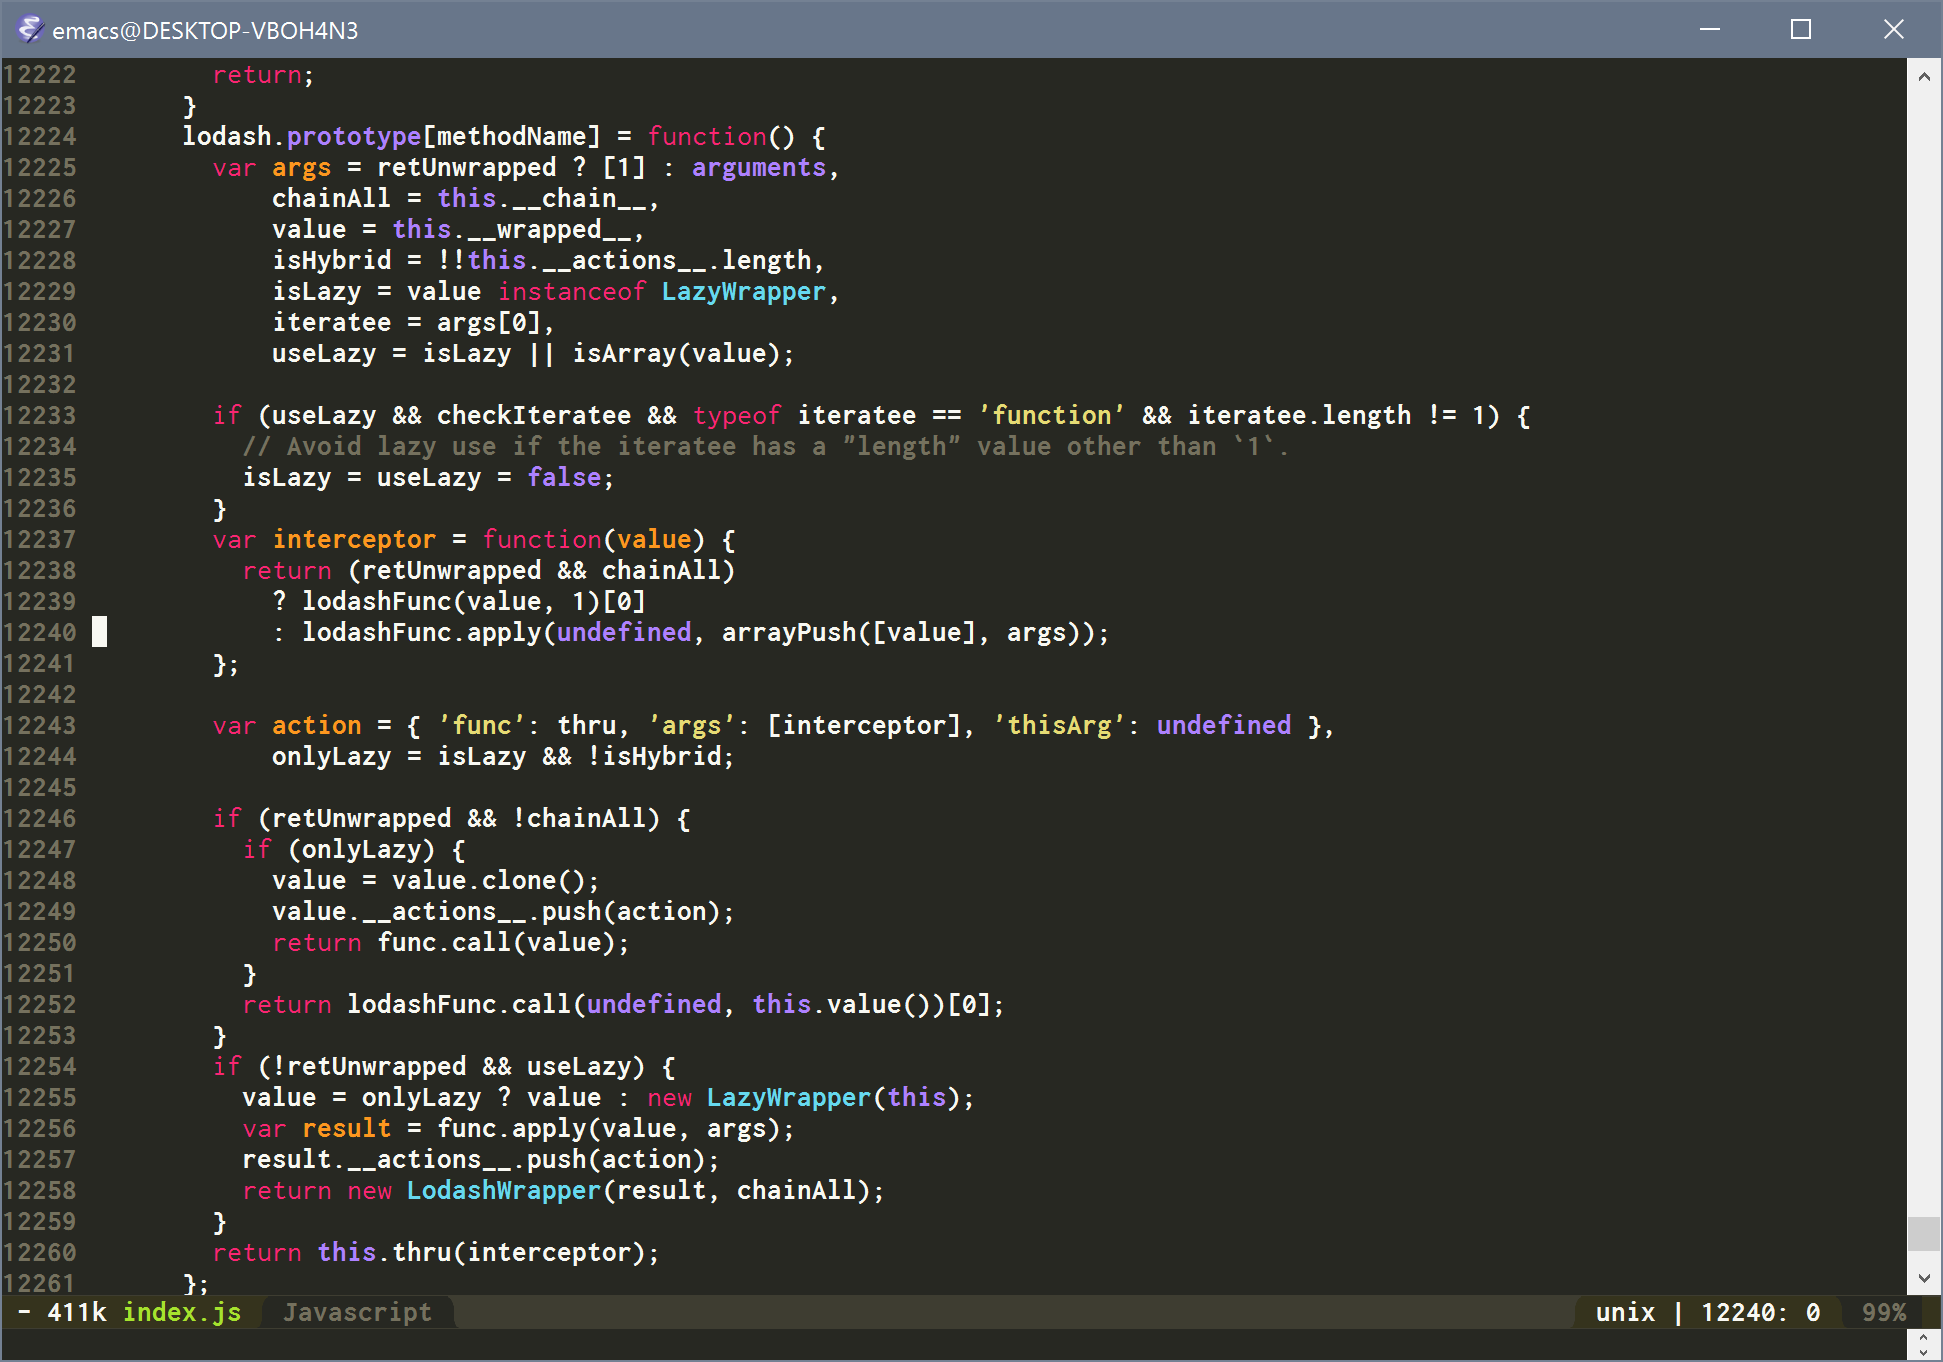 emacs@DESKTOP-VBOH4N3
12222         return;
12223       }
12224       lodash.prototype[methodName] = function() {
12225         var args = retUnwrapped ? [1] : arguments,
12226             chainAll = this.__chain__,
12227             value = this.__wrapped__,
12228             isHybrid = !!this.__actions__.length,
12229             isLazy = value instanceof LazyWrapper,
12230             iteratee = args[0],
12231             useLazy = isLazy || isArray(value);
12232
12233         if (useLazy && checkIteratee && typeof iteratee == 'function' && iteratee.length != 1) {
12234           // Avoid lazy use if the iteratee has a "length" value other than `1`.
12235           isLazy = useLazy = false;
12236         }
12237         var interceptor = function(value) {
12238           return (retUnwrapped && chainAll)
12239             ? lodashFunc(value, 1)[0]
12240             : lodashFunc.apply(undefined, arrayPush([value], args));
12241         };
12242
12243         var action = { 'func': thru, 'args': [interceptor], 'thisArg': undefined },
12244             onlyLazy = isLazy && !isHybrid;
12245
12246         if (retUnwrapped && !chainAll) {
12247           if (onlyLazy) {
12248             value = value.clone();
12249             value.__actions__.push(action);
12250             return func.call(value);
12251           }
12252           return lodashFunc.call(undefined, this.value())[0];
12253         }
12254         if (!retUnwrapped && useLazy) {
12255           value = onlyLazy ? value : new LazyWrapper(this);
12256           var result = func.apply(value, args);
12257           result.__actions__.push(action);
12258           return new LodashWrapper(result, chainAll);
12259         }
12260         return this.thru(interceptor);
12261       };
- 411k index.js  Javascript  unix | 12240: 0  99%